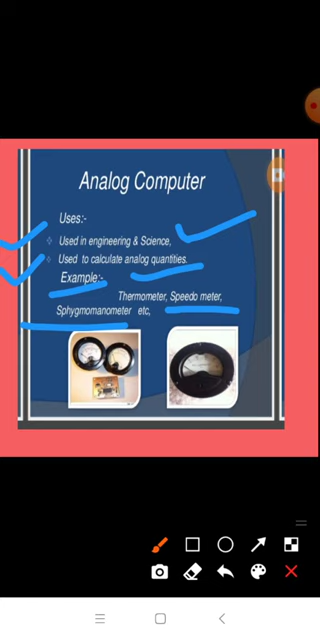 Analog Computer
Uses:-
Used in engineering & Science,
Used to calculate analog quantities.
Example:-
Thermometer, Speedo meter,
Sphygmomanometer etc,